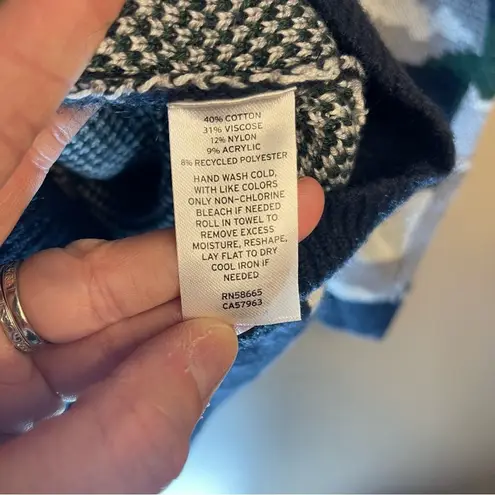 40% COTTON
31% VISCOSE
12% NYLON
9% ACRYLIC
8% RECYCLED POLYESTER
HAND WASH COLD,
WITH LIKE COLORS
ONLY NON-CHLORINE
BLEACH IF NEEDED
ROLL IN TOWEL TO
REMOVE EXCESS
MOISTURE, RESHAPE,
LAY FLAT TO DRY
COOL IRON IF
NEEDED
RN58665
CA57963